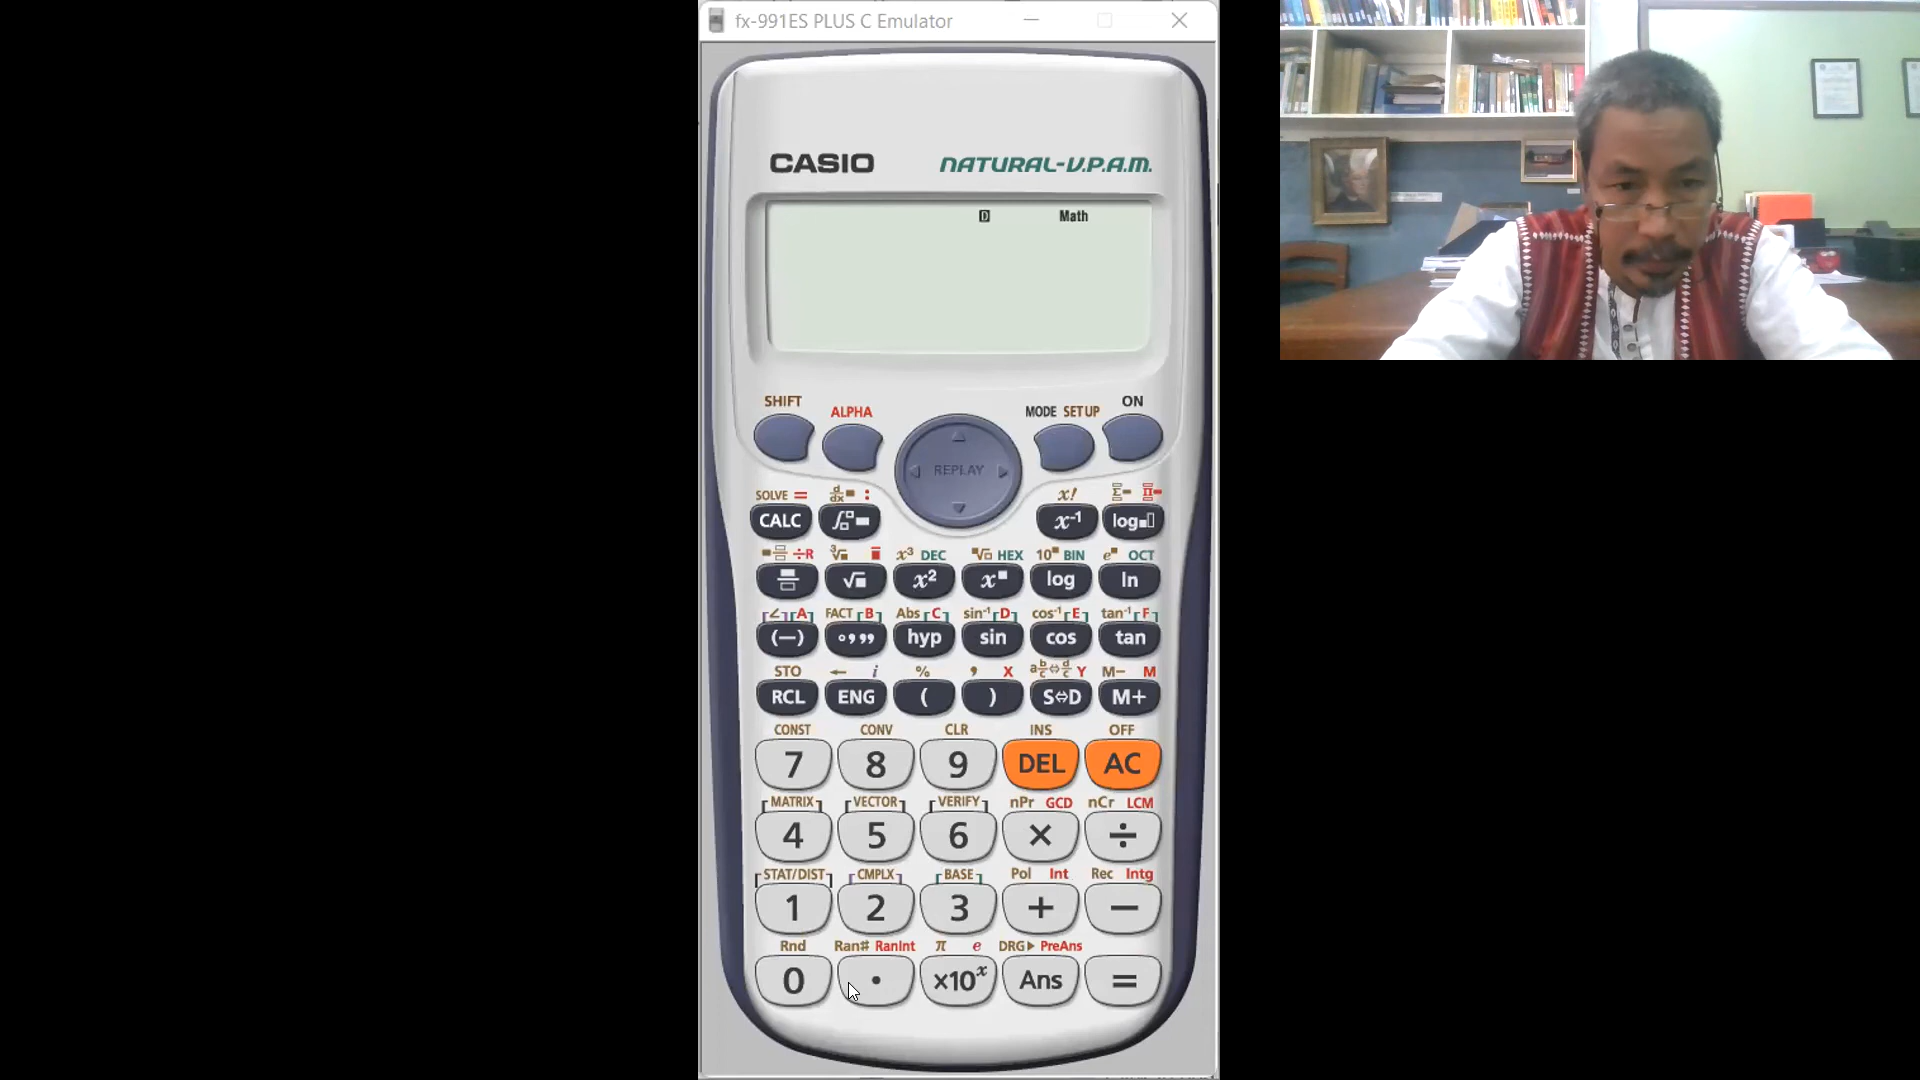 fx-991ES PLUS C Emulator
CASIO NATURAL-V.P.A.M.
D Math
SHIFT ALPHA MODE SETUP ON
REPLAY
SOLVE = d/dx : x! Σ Π
CALC ∫ x⁻¹ log
÷R ³√ x³ DEC √ HEX 10 BIN e OCT
√ x² x log ln
∠ A FACT B Abs C sin⁻¹ D cos⁻¹ E tan⁻¹ F
(−) ° ' '' hyp sin cos tan
STO ← i % , X a b/c⇔d/c Y M− M
RCL ENG ( ) S⇔D M+
CONST CONV CLR INS OFF
7 8 9 DEL AC
MATRIX VECTOR VERIFY nPr GCD nCr LCM
4 5 6 × ÷
STAT/DIST CMPLX BASE Pol Int Rec Intg
1 2 3 + −
Rnd Ran# RanInt π e DRG▶ PreAns
0 . ×10ˣ Ans =